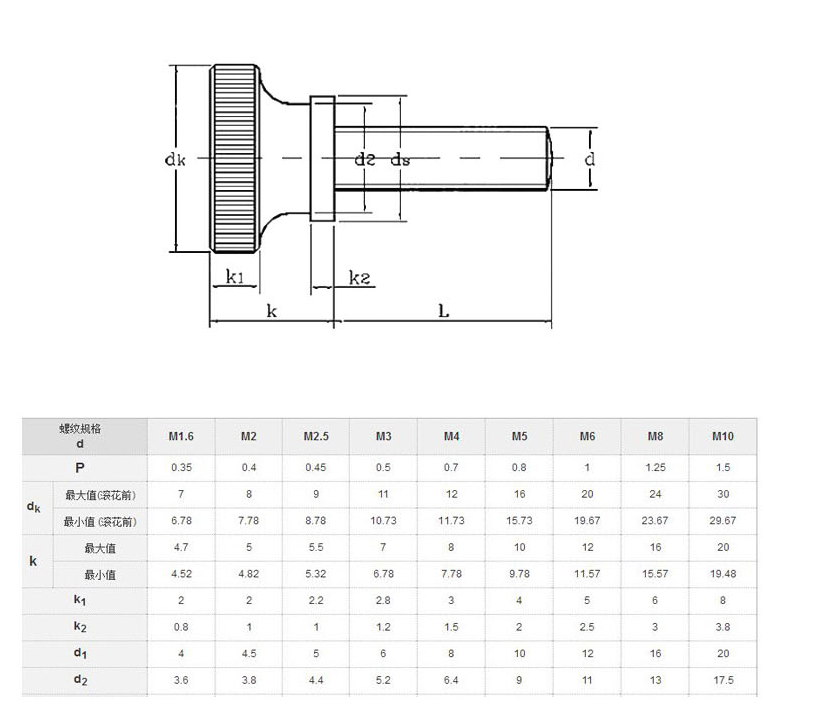 dk
d2
ds
d
k1
k2
k
L
螺纹规格
d
M1.6 M2 M2.5 M3 M4 M5 M6 M8 M10
P 0.35 0.4 0.45 0.5 0.7 0.8 1 1.25 1.5
dk
最大值(滚花前) 7 8 9 11 12 16 20 24 30
最小值(滚花前) 6.78 7.78 8.78 10.73 11.73 15.73 19.67 23.67 29.67
k
最大值 4.7 5 5.5 7 8 10 12 16 20
最小值 4.52 4.82 5.32 6.78 7.78 9.78 11.57 15.57 19.48
k1 2 2 2.2 2.8 3 4 5 6 8
k2 0.8 1 1 1.2 1.5 2 2.5 3 3.8
d1 4 4.5 5 6 8 10 12 16 20
d2 3.6 3.8 4.4 5.2 6.4 9 11 13 17.5